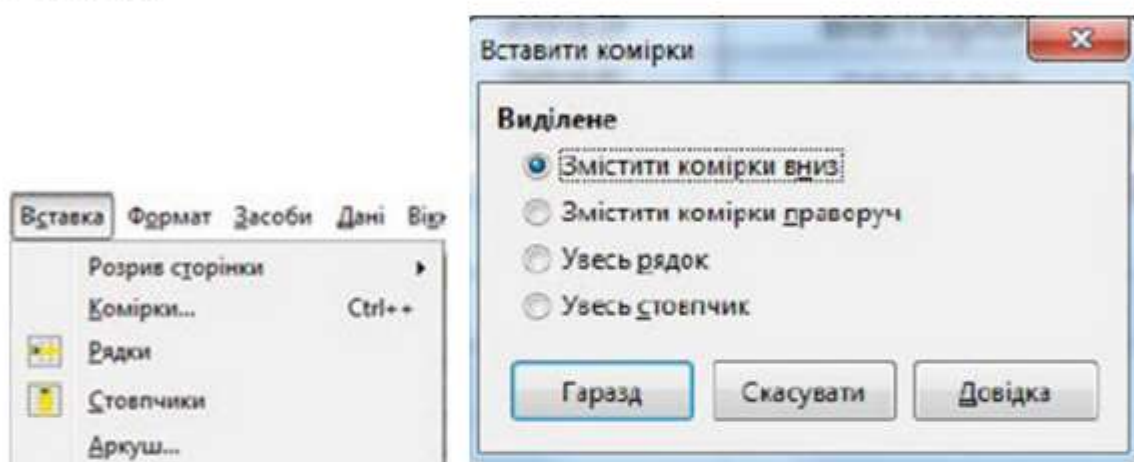 Вставка Формат Засоби Дані
Розрив сторінки
Комірки... Ctrl++
Рядки
Стовпчики
Аркуш...
Вставити комірки
Виділене
Змістити комірки вниз
Змістити комірки праворуч
Увесь рядок
Увесь стовпчик
Гаразд Скасувати Довідка